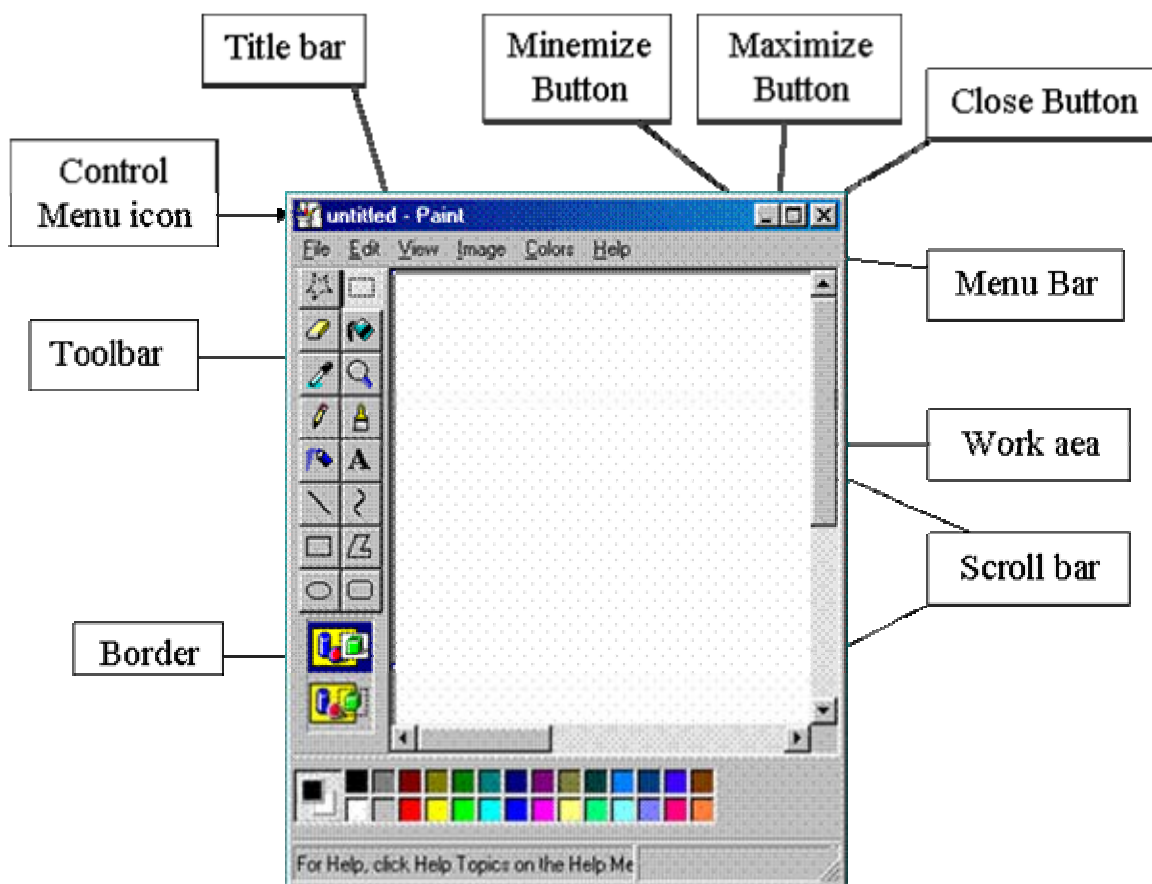 Title bar
Minemize
Button
Maximize
Button
Close Button
Control
Menu icon
untitled - Paint
File Edit View Image Colors Help
Menu Bar
Toolbar
A
Work aea
Scroll bar
Border
For Help, click Help Topics on the Help Me